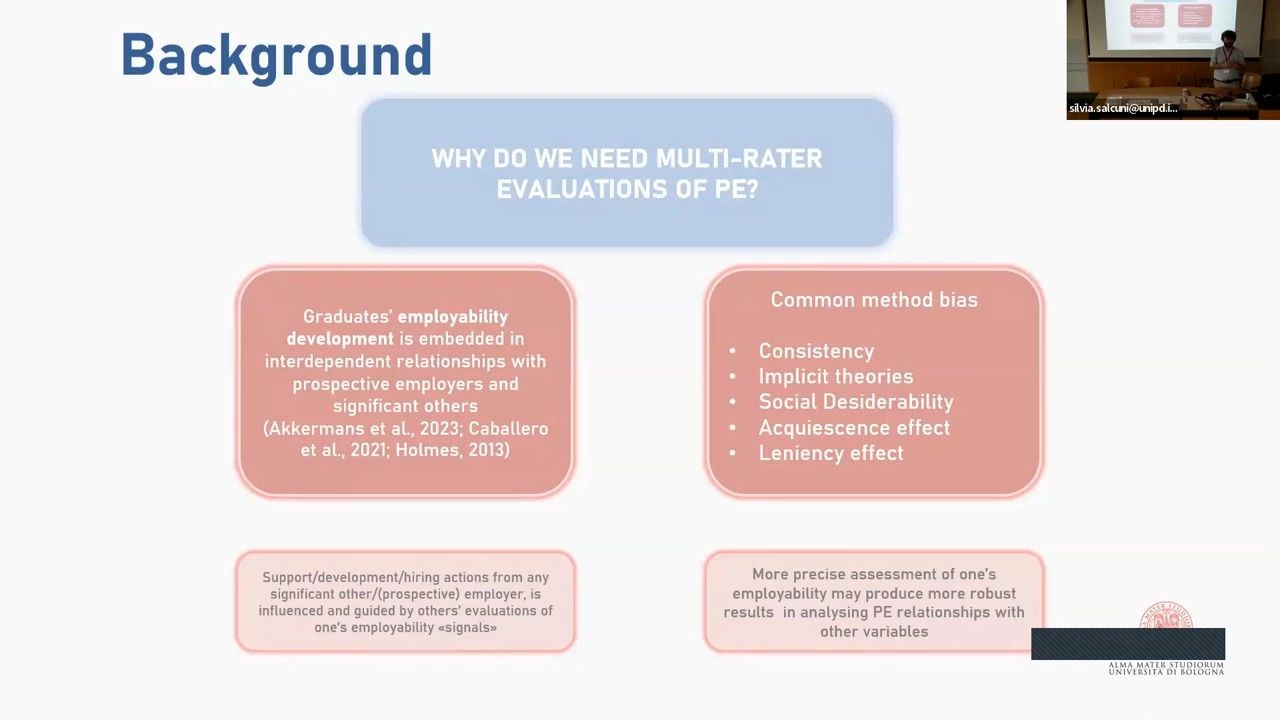 Background
silvia.salcuni@unipd.i...
WHY DO WE NEED MULTI-RATER
EVALUATIONS OF PE?
Graduates' employability
development is embedded in
interdependent relationships with
prospective employers and
significant others
(Akkermans et al., 2023; Caballero
et al., 2021; Holmes, 2013)
Common method bias
• Consistency
• Implicit theories
• Social Desiderability
• Acquiescence effect
• Leniency effect
Support/development/hiring actions from any
significant other/(prospective) employer, is
influenced and guided by others' evaluations of
one's employability «signals»
More precise assessment of one's
employability may produce more robust
results in analysing PE relationships with
other variables
ALMA MATER STUDIORUM
UNIVERSITÀ DI BOLOGNA